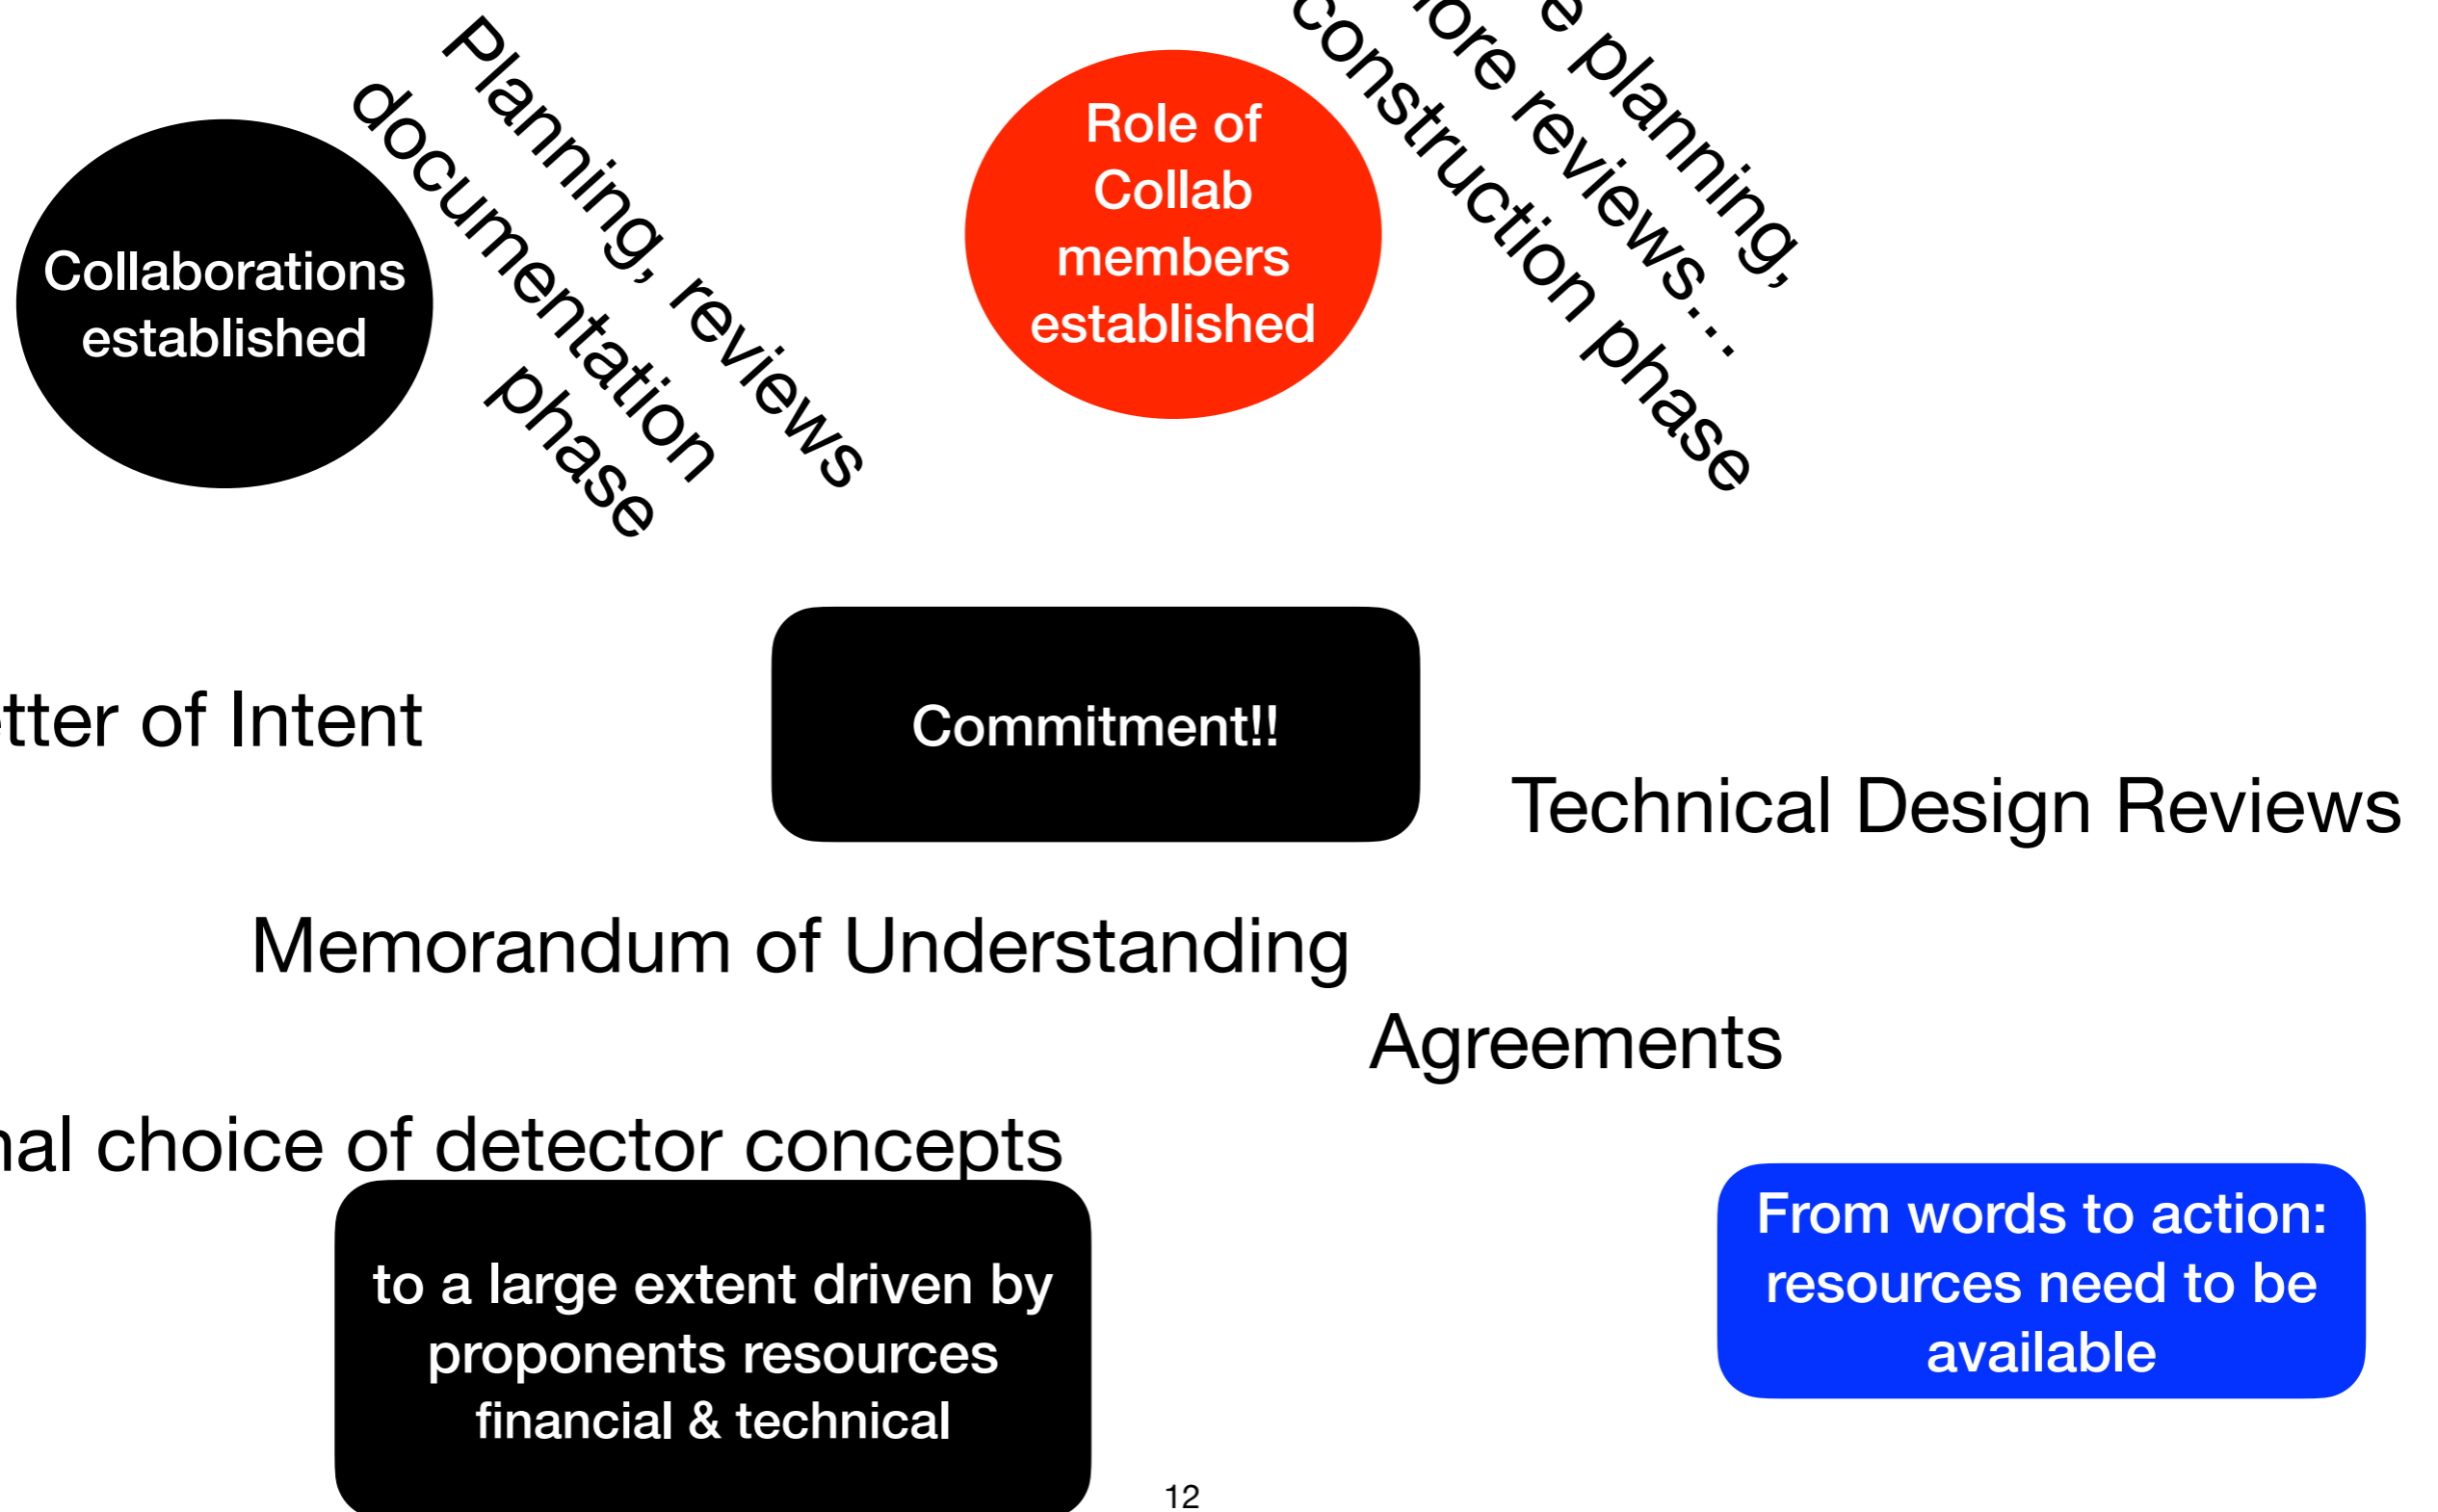 Collaborations
established
Planning, reviews
documentation
phase
Role of
Collab
members
established
planning,
reviews...
construction phase
of Intent
Commitment!!
Technical Design Reviews
Memorandum of Understanding
Agreements
choice of detector concepts
to a large extent driven by
proponents resources
financial & technical
From words to action:
resources need to be
available
12